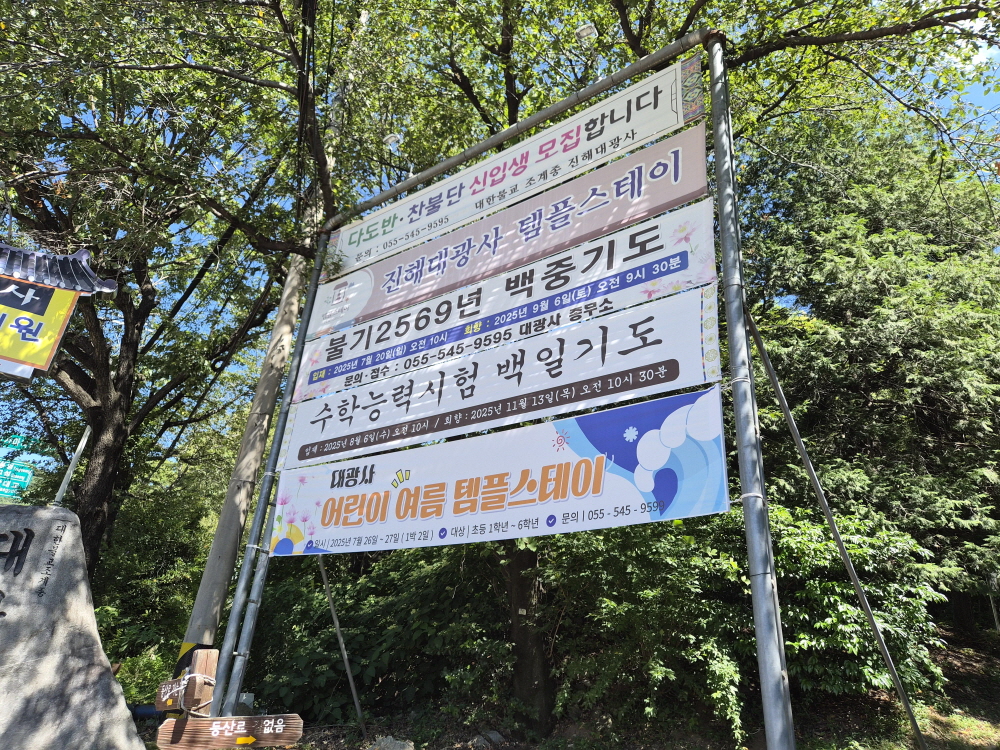 다도반·찬불단 신입생 모집합니다
문의 : 055-545-9595 대한불교 조계종 진해대광사
진해대광사 템플스테이
불기2569년 백중기도
입재 : 2025년 7월 20일(일) 오전 10시 ― 회향 : 2025년 9월 6일(토) 오전 9시 30분
문의·접수 : 055-545-9595 대광사 종무소
수학능력시험 백일기도
입재 : 2025년 8월 6일(수) 오전 10시 / 회향 : 2025년 11월 13일(목) 오전 10시 30분
대광사
어린이 여름 템플스테이
일시 | 2025년 7월 26일~27일 ( 1박 2일 ) 대상 | 초등 1학년 ~ 6학년 문의 | 055 - 545 - 9599
사
원
대한불교조계종
대
등산로 없음